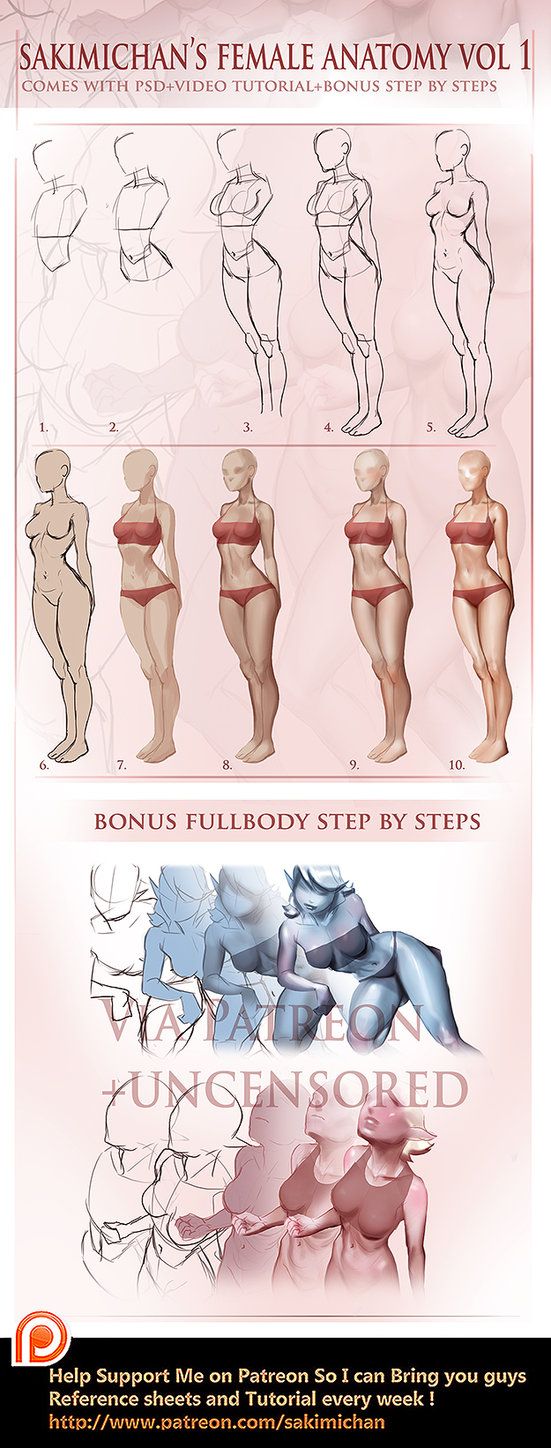 SAKIMICHAN'S FEMALE ANATOMY VOL 1
COMES WITH PSD+VIDEO TUTORIAL+BONUS STEP BY STEPS
1.
2.
3.
4.
5.
6.
7.
8.
9.
10.
BONUS FULLBODY STEP BY STEPS
VIA PATREON
+UNCENSORED
Help Support Me on Patreon So I can Bring you guys
Reference sheets and Tutorial every week !
http://www.patreon.com/sakimichan